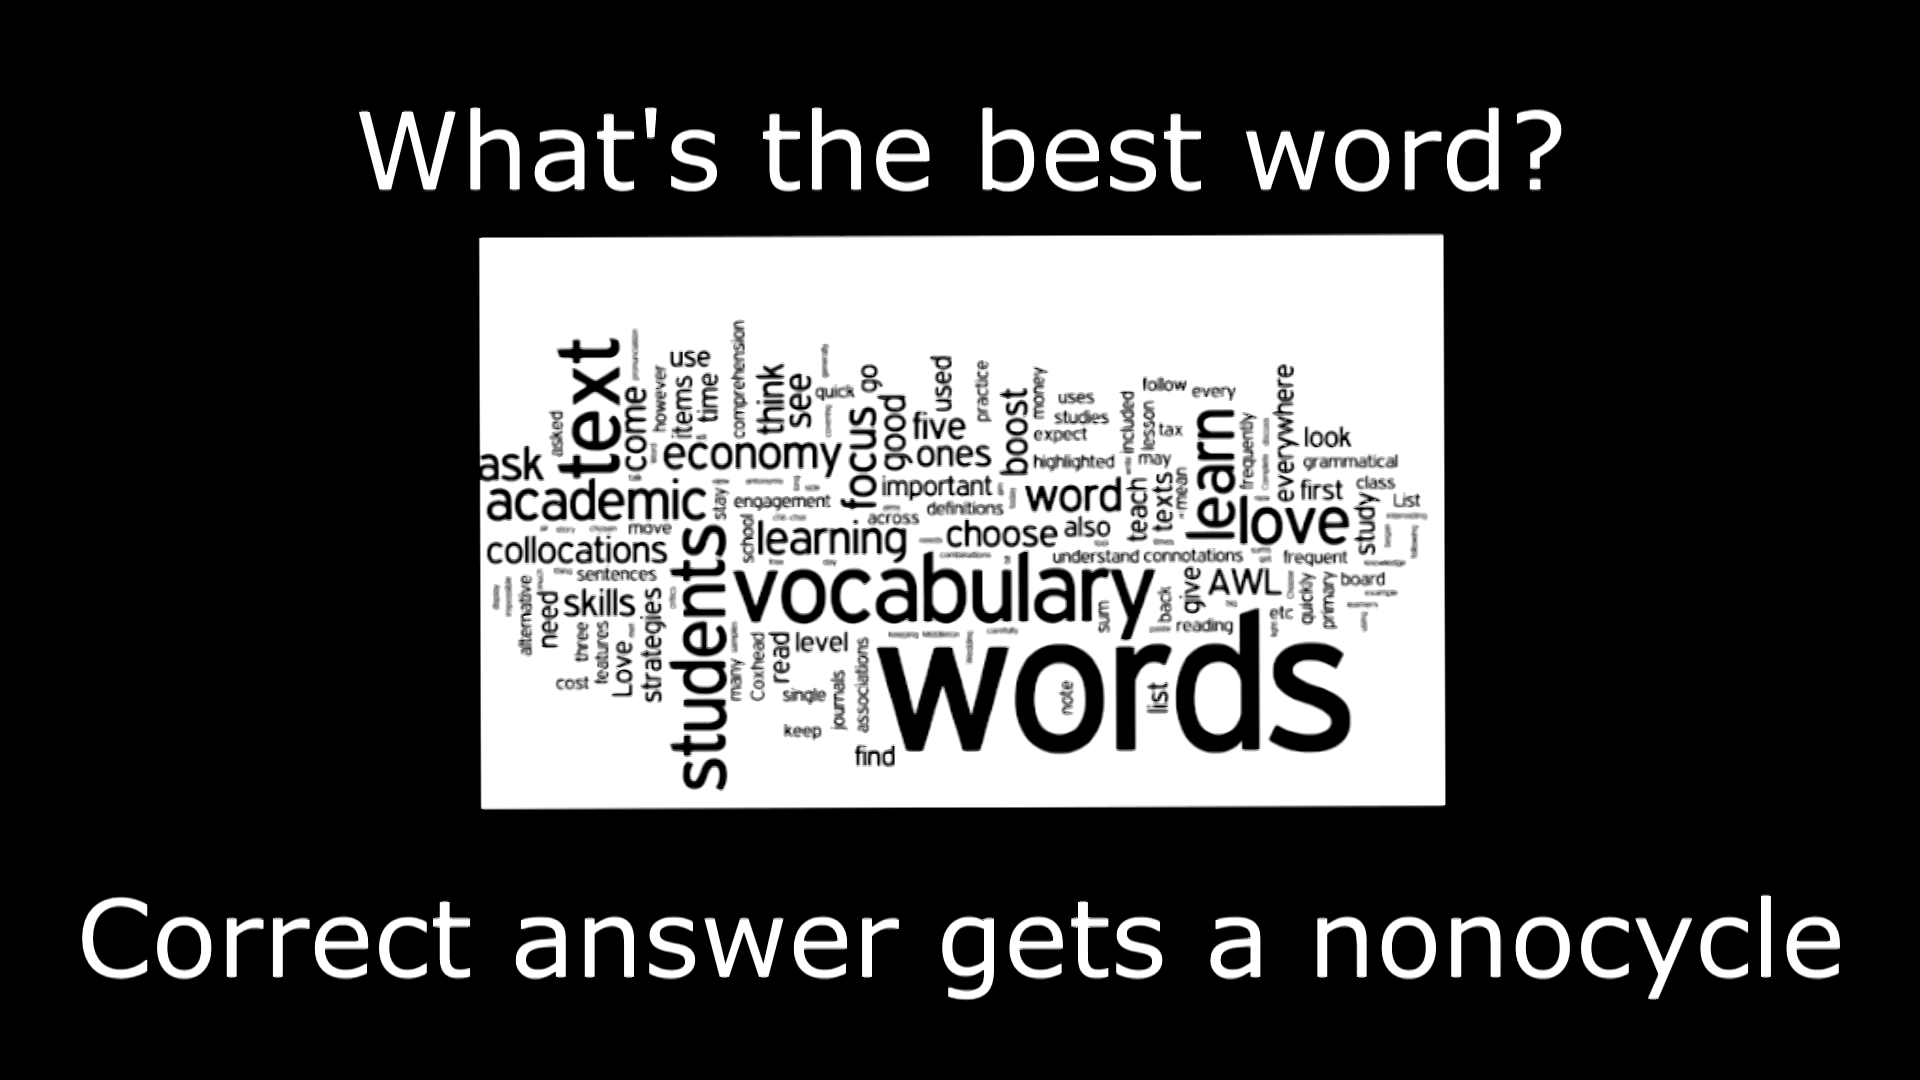 What's the best word?
text
come
however
items
use
time
comprehension
think
see
quick
go
good
focus
used
practice
five
ones
boost
money
uses
studies
expect
highlighted
follow
every
included
lesson
tax
may
learn
frequently
everywhere
look
grammatical
asked
ask
economy
academic
stay
engagement
important
definitions
across
word
teach
texts
mean
love
first
class
List
study
move
school
learning
choose
also
collocations
understand
connotations
frequent
sentences
students
vocabulary
give
AWL
quickly
primary
board
alternative
need
skills
three
features
Love
strategies
cost
many
Coxhead
read
level
single
journals
associations
keep
find
sum
back
reading
etc
words
note
list
Correct answer gets a nonocycle